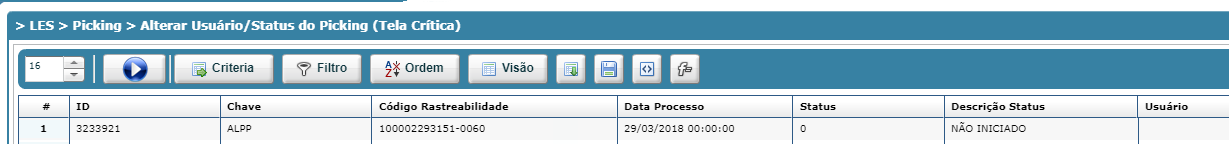 > LES > Picking > Alterar Usuário/Status do Picking (Tela Crítica)
16 Criteria Filtro Ordem Visão
# ID Chave Código Rastreabilidade Data Processo Status Descrição Status Usuário
1 3233921 ALPP 100002293151-0060 29/03/2018 00:00:00 0 NÃO INICIADO